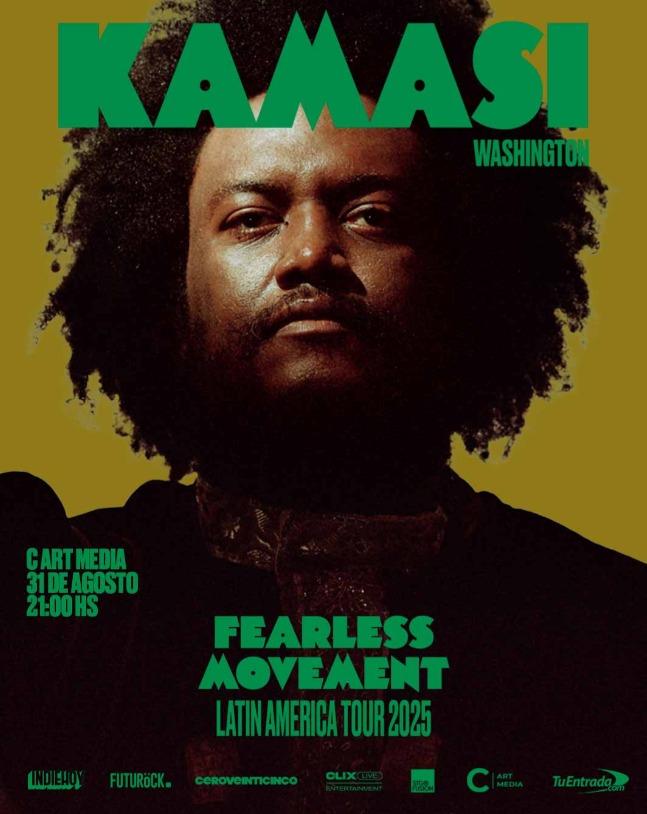 KAMASI
WASHINGTON
C ART MEDIA
31 DE AGOSTO
21:00 HS
FEARLESS
MOVEMENT
LATIN AMERICA TOUR 2025
INDIEHOY
FUTURöCK.
CEROVEINTICINCO
CLIX LIVE
ENTERTAINMENT
C ART
MEDIA
TuEntrada
.com